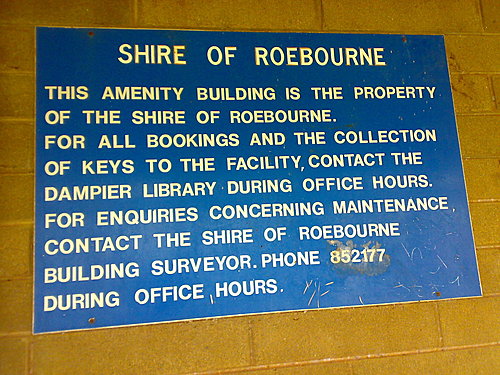 SHIRE OF ROEBOURNE
THIS AMENITY BUILDING IS THE PROPERTY
OF THE SHIRE OF ROEBOURNE.
FOR ALL BOOKINGS AND THE COLLECTION
OF KEYS TO THE FACILITY, CONTACT THE
DAMPIER LIBRARY DURING OFFICE HOURS.
FOR ENQUIRIES CONCERNING MAINTENANCE,
CONTACT THE SHIRE OF ROEBOURNE
BUILDING SURVEYOR. PHONE 852177
DURING OFFICE HOURS.